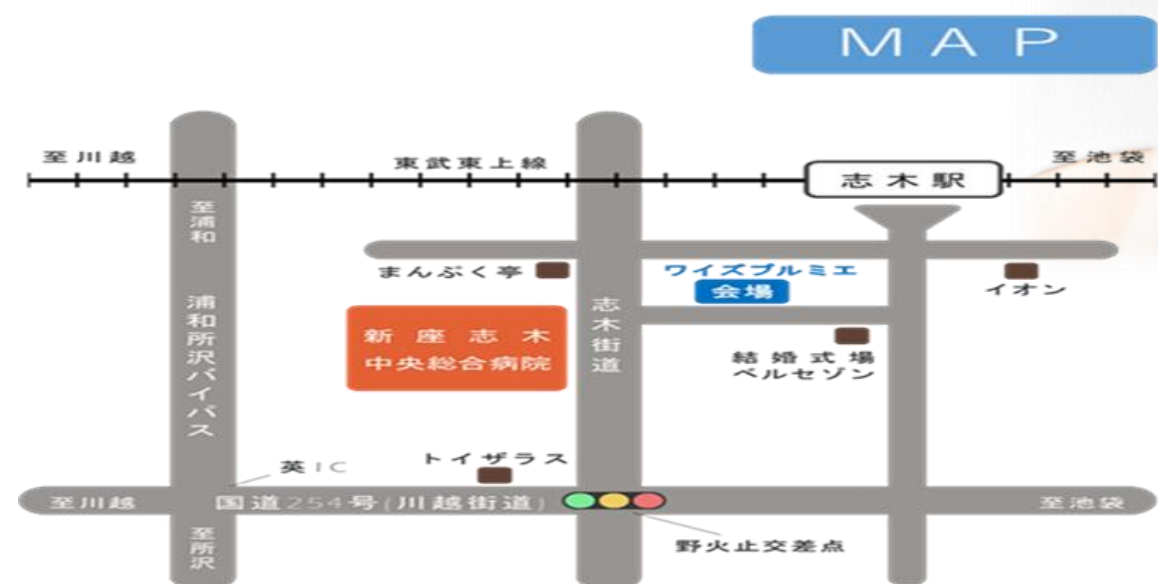 MAP
至川越
東武東上線
志木駅
至池袋
至浦和
まんぷく亭
ワイズプルミエ
会場
イオン
浦和所沢バイパス
新座志木
中央総合病院
志木街道
結婚式場
ベルセゾン
英IC
トイザラス
至川越
国道254号(川越街道)
至池袋
至所沢
野火止交差点